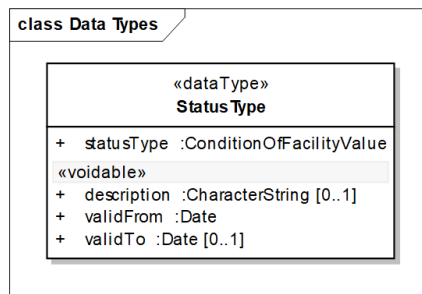 class Data Types
«dataType»
StatusType
+ statusType :ConditionOfFacilityValue
«voidable»
+ description :CharacterString [0..1]
+ validFrom :Date
+ validTo :Date [0..1]